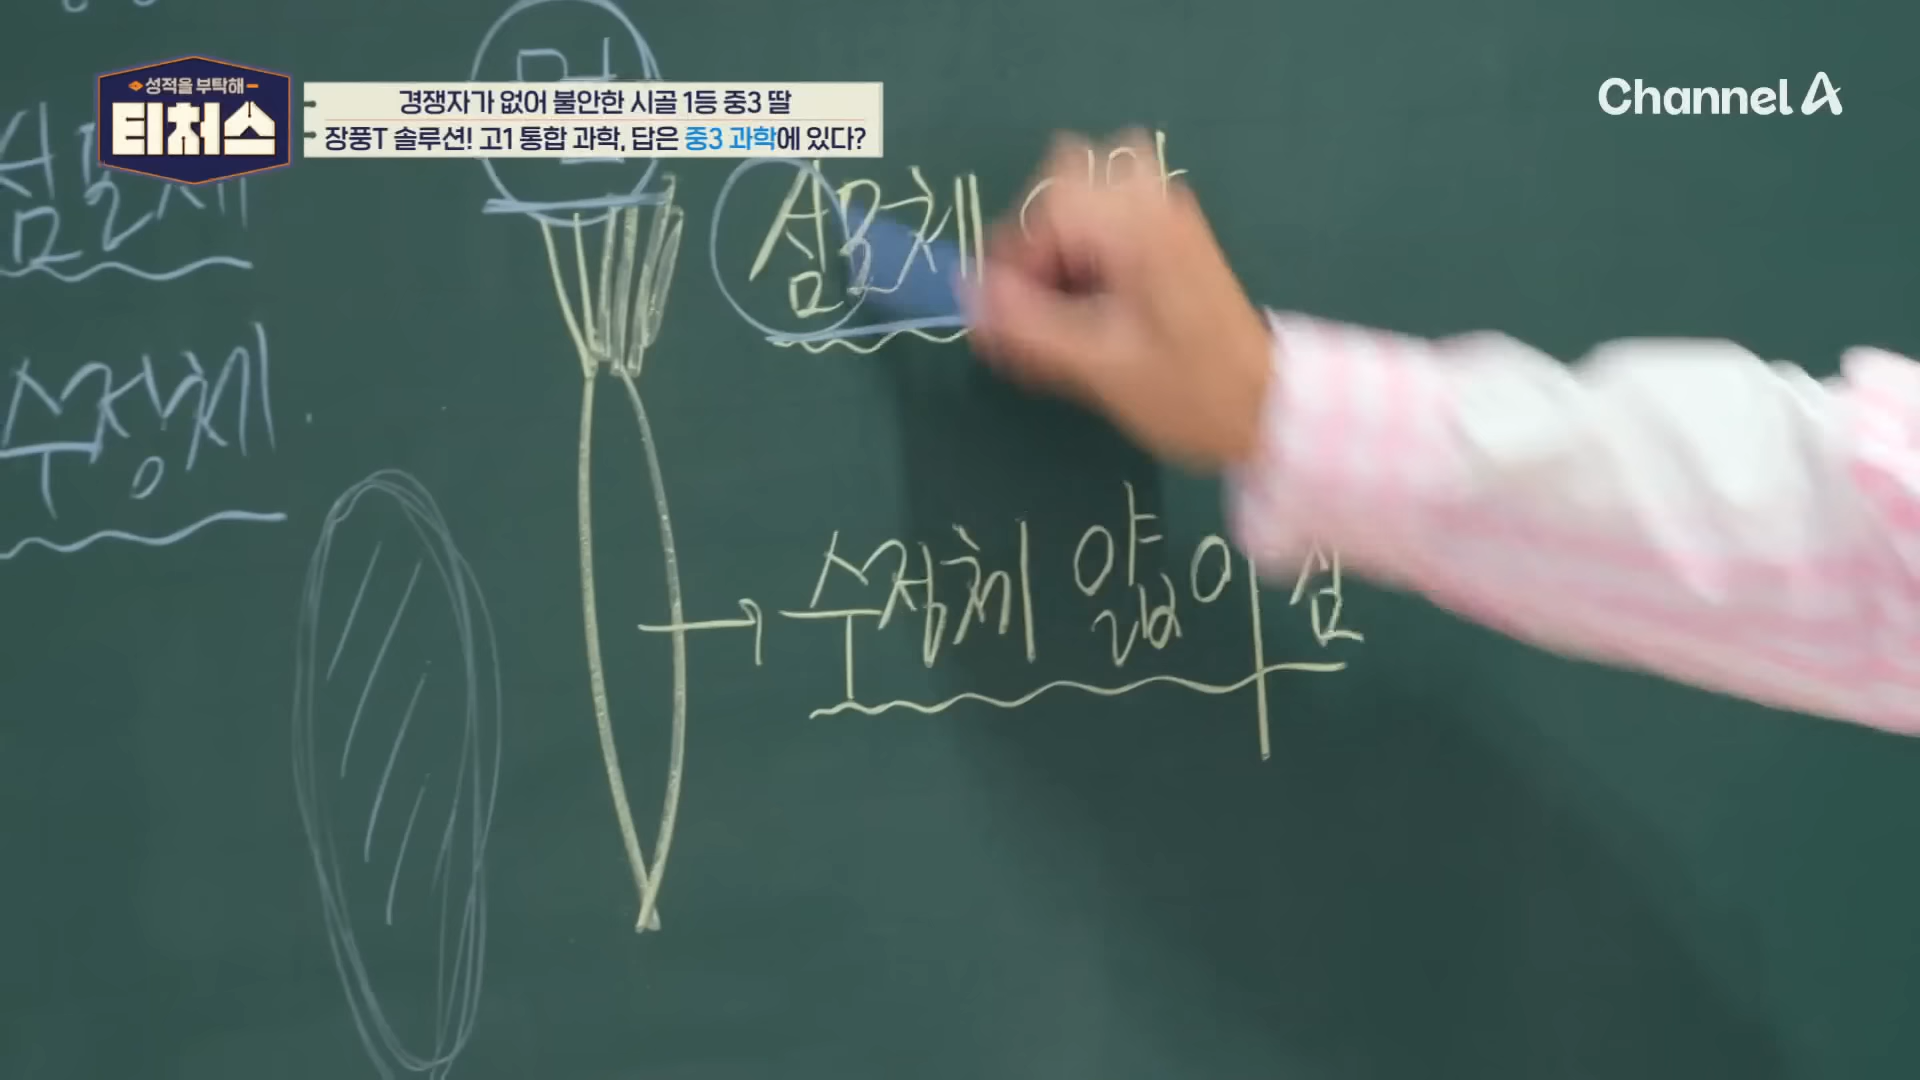 성적을 부탁해
티처스
경쟁자가 없어 불안한 시골 1등 중3 딸
장풍T 솔루션! 고1 통합 과학, 답은 중3 과학에 있다?
Channel A
먼
섬모체
섬모체 이완
수정체
수정체 얇아짐